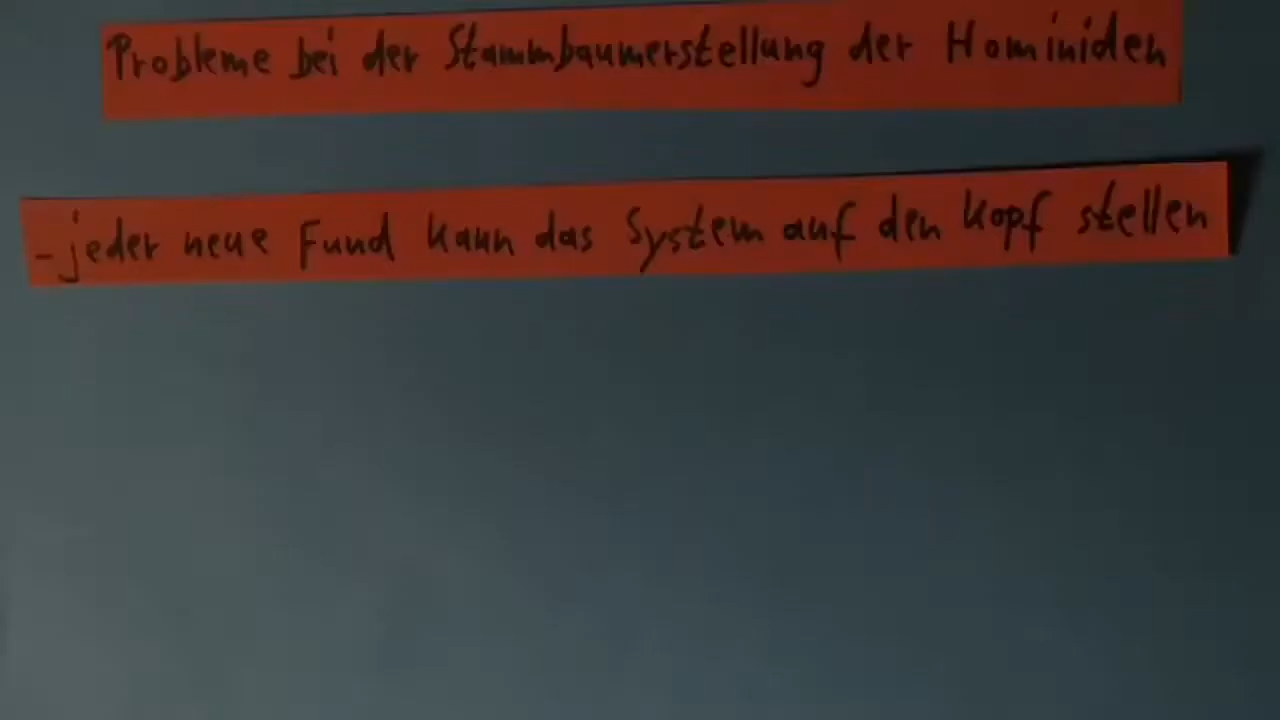 Probleme bei der Stammbaumerstellung der Hominiden
- jeder neue Fund kann das System auf den Kopf stellen